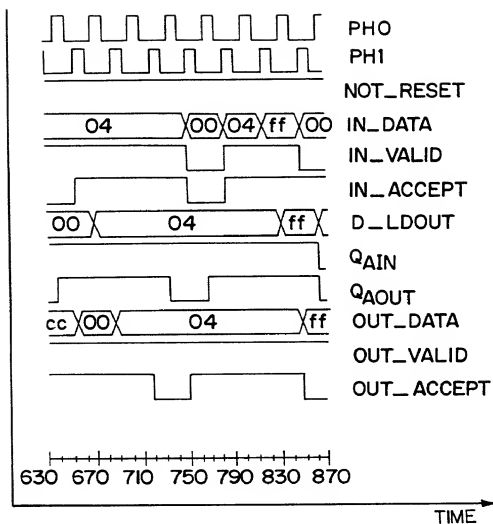 PH0
PH1
NOT_RESET
04 00 04 ff 00 IN_DATA
IN_VALID
IN_ACCEPT
00 04 ff D_LDOUT
QAIN
QAOUT
cc 00 04 ff OUT_DATA
OUT_VALID
OUT_ACCEPT
630 670 710 750 790 830 870
TIME